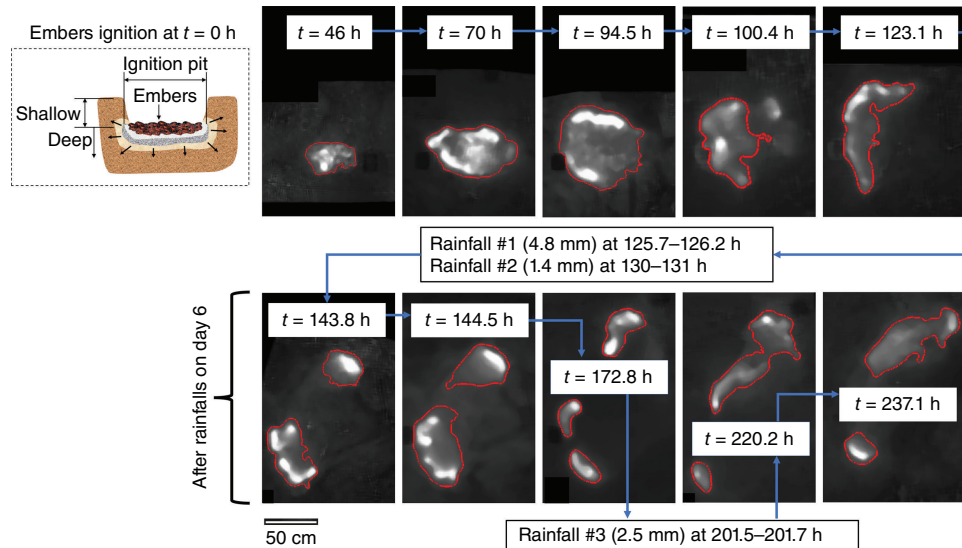 Embers ignition at t = 0 h
Ignition pit
Embers
Shallow
Deep
t = 46 h
t = 70 h
t = 94.5 h
t = 100.4 h
t = 123.1 h
Rainfall #1 (4.8 mm) at 125.7–126.2 h
Rainfall #2 (1.4 mm) at 130–131 h
After rainfalls on day 6
t = 143.8 h
t = 144.5 h
t = 172.8 h
t = 220.2 h
t = 237.1 h
50 cm
Rainfall #3 (2.5 mm) at 201.5–201.7 h